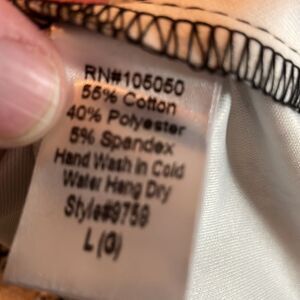 RN#105050
55% Cotton
40% Polyester
5% Spandex
Hand Wash in Cold
Water Hang Dry
Style#9759
L (G)